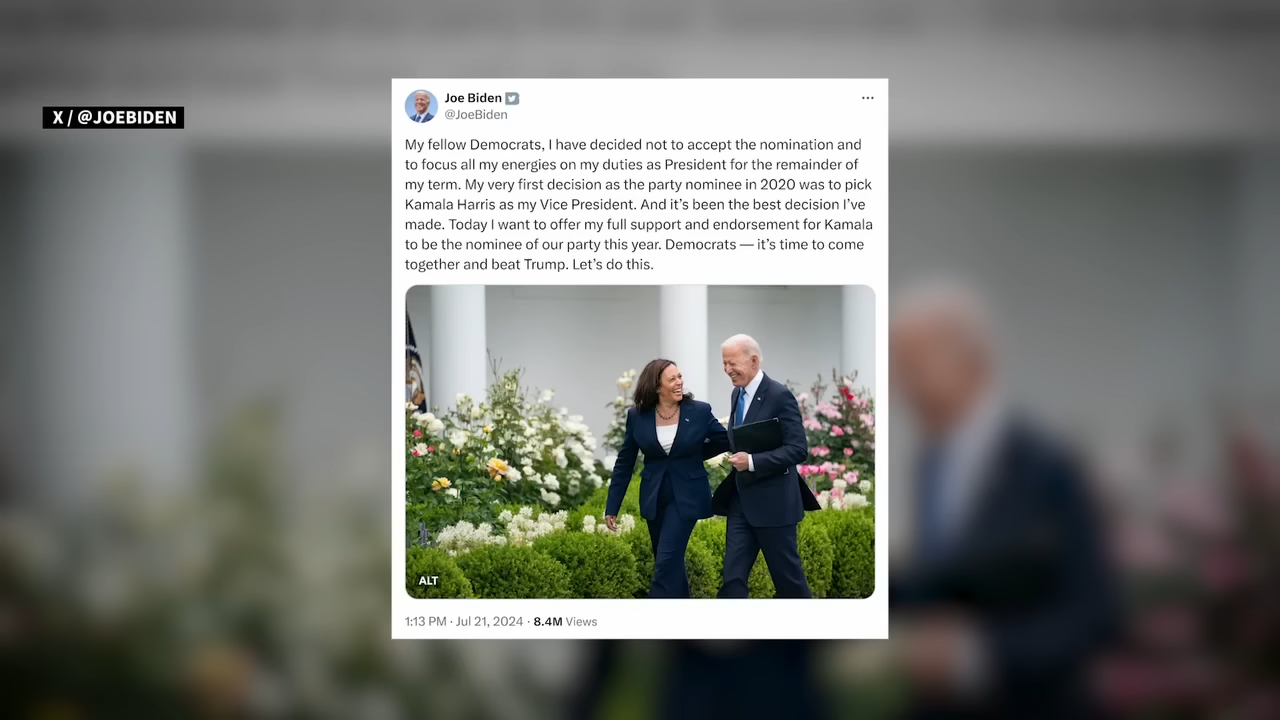 X / @JOEBIDEN
Joe Biden
@JoeBiden
My fellow Democrats, I have decided not to accept the nomination and
to focus all my energies on my duties as President for the remainder of
my term. My very first decision as the party nominee in 2020 was to pick
Kamala Harris as my Vice President. And it’s been the best decision I’ve
made. Today I want to offer my full support and endorsement for Kamala
to be the nominee of our party this year. Democrats — it’s time to come
together and beat Trump. Let’s do this.
ALT
1:13 PM · Jul 21, 2024 · 8.4M Views